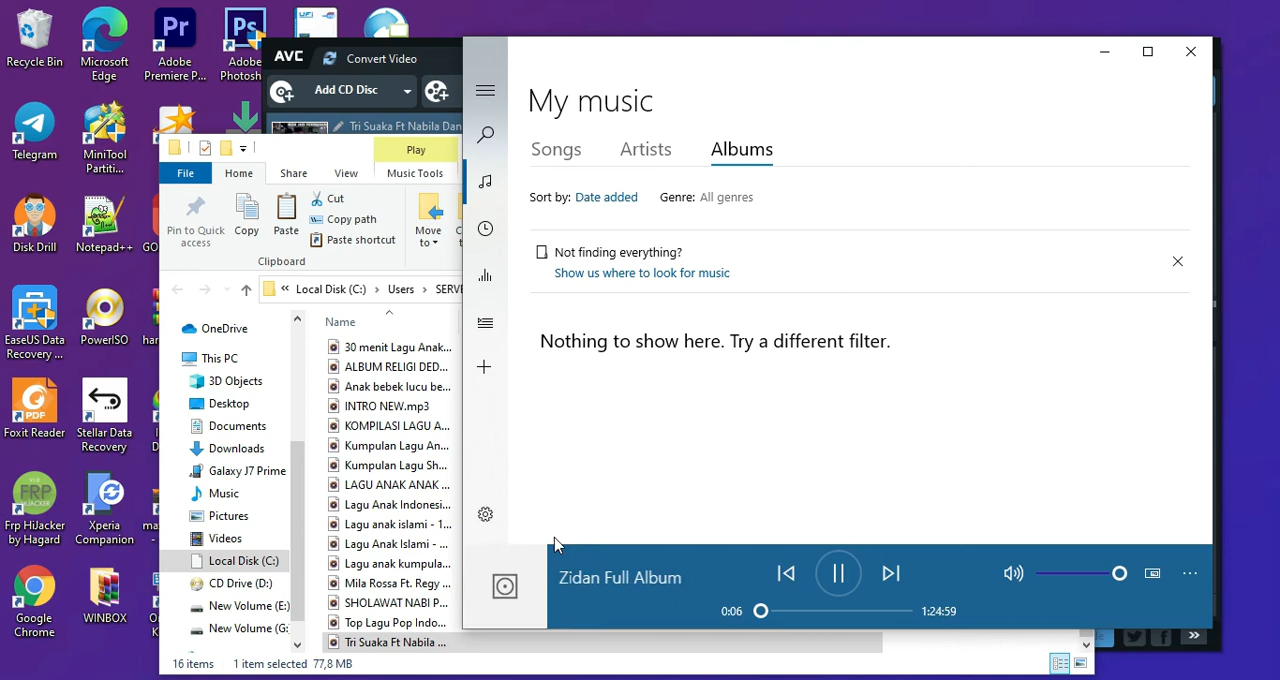 Recycle Bin
Microsoft
Edge
Pr
Adobe
Premiere P...
Ps
Adobe
Photosh
Telegram
MiniTool
Partiti...
Disk Drill
Notepad++
GO
EaseUS Data
Recovery ...
PowerISO
har
Foxit Reader
Stellar Data
Recovery
FRP
Frp HiJacker
by Hagard
Xperia
Companion
Google
Chrome
WINBOX
AVC
Convert Video
Add CD Disc
Tri Suaka Ft Nabila Dan
Play
File
Home
Share
View
Music Tools
Pin to Quick
access
Copy
Paste
Cut
Copy path
Paste shortcut
Move
to
Clipboard
« Local Disk (C:) > Users > SERVE
OneDrive
This PC
3D Objects
Desktop
Documents
Downloads
Galaxy J7 Prime
Music
Pictures
Videos
Local Disk (C:)
CD Drive (D:)
New Volume (E:)
New Volume (G:
Name
30 menit Lagu Anak...
ALBUM RELIGI DED...
Anak bebek lucu be...
INTRO NEW.mp3
KOMPILASI LAGU A...
Kumpulan Lagu An...
Kumpulan Lagu Sh...
LAGU ANAK ANAK ...
Lagu Anak Indonesi...
Lagu anak islami - 1...
Lagu Anak Islami - ...
Lagu anak kumpula...
Mila Rossa Ft. Regy ...
SHOLAWAT NABI P...
Top Lagu Pop Indo...
Tri Suaka Ft Nabila ...
16 items
1 item selected 77,8 MB
My music
Songs
Artists
Albums
Sort by: Date added
Genre: All genres
Not finding everything?
Show us where to look for music
Nothing to show here. Try a different filter.
Zidan Full Album
0:06
1:24:59